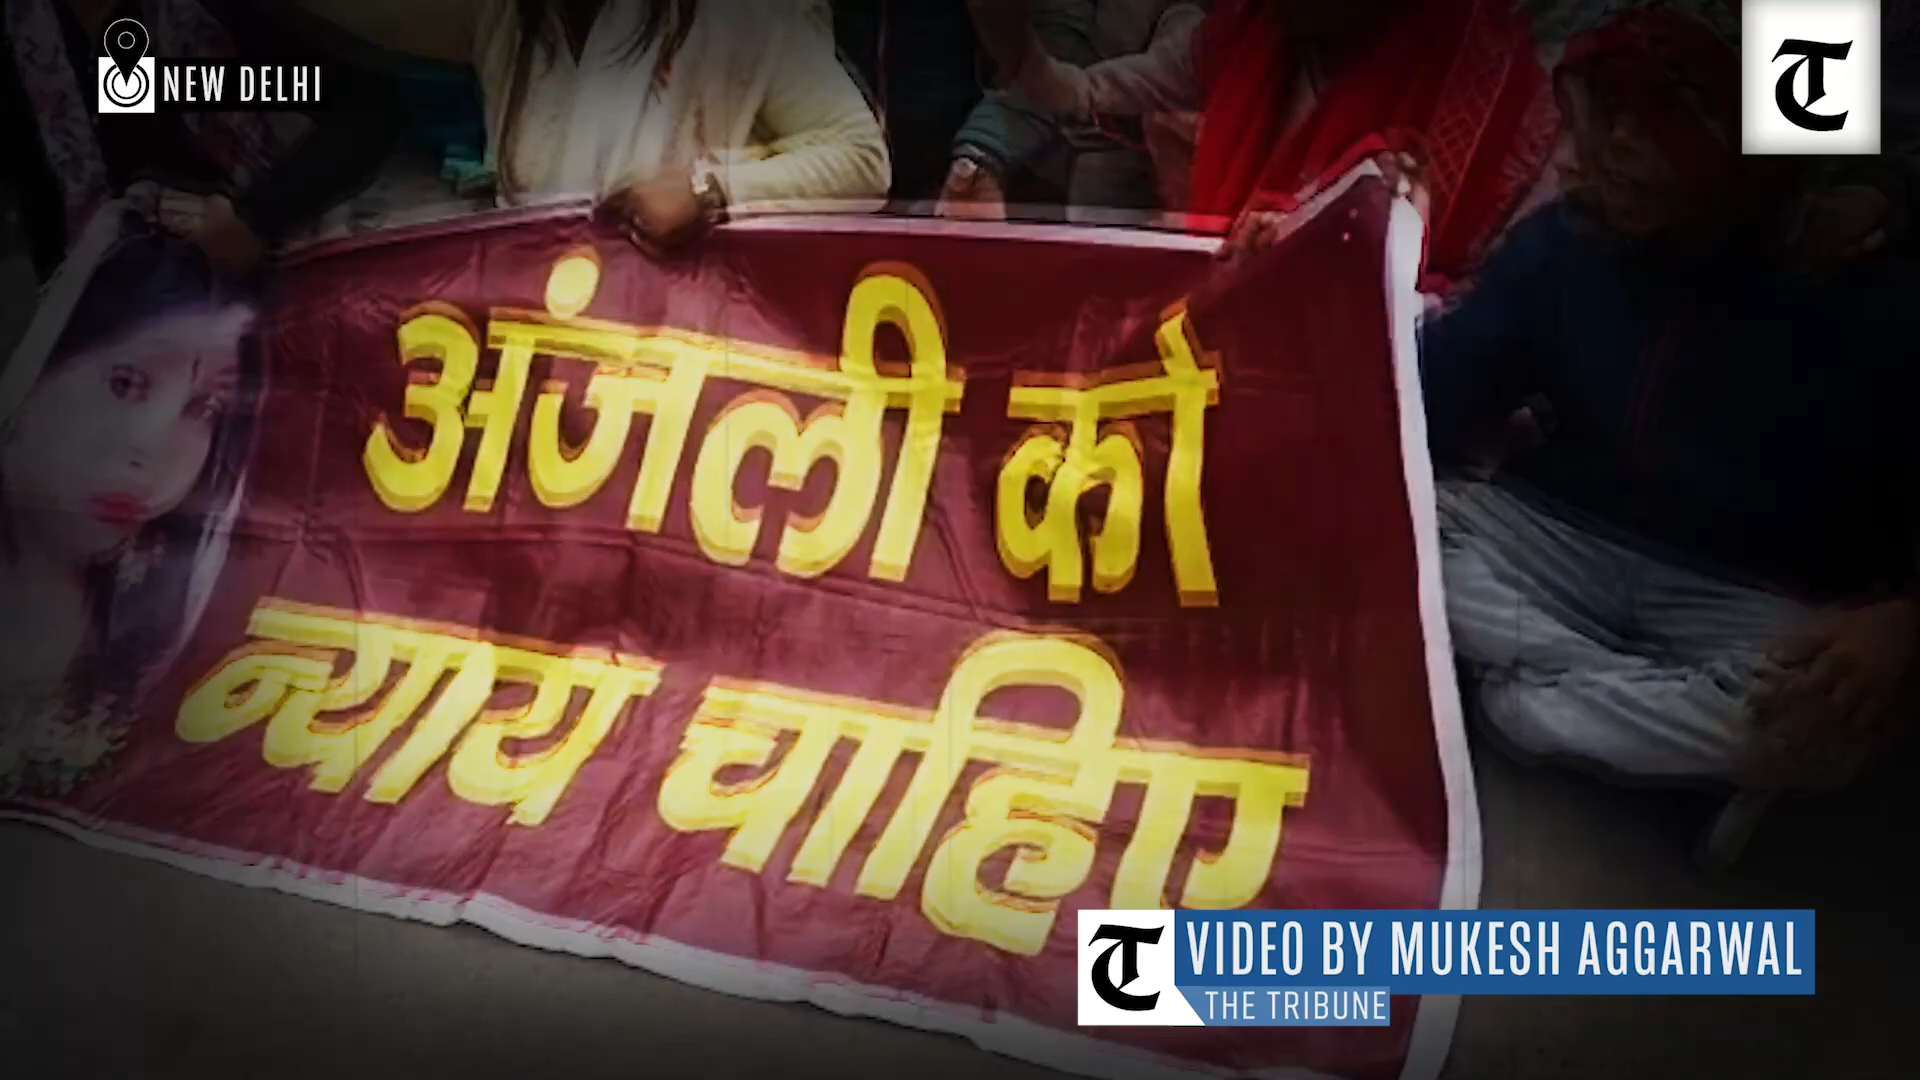 NEW DELHI
T
अंजली को
न्याय चाहिए
T
VIDEO BY MUKESH AGGARWAL
THE TRIBUNE